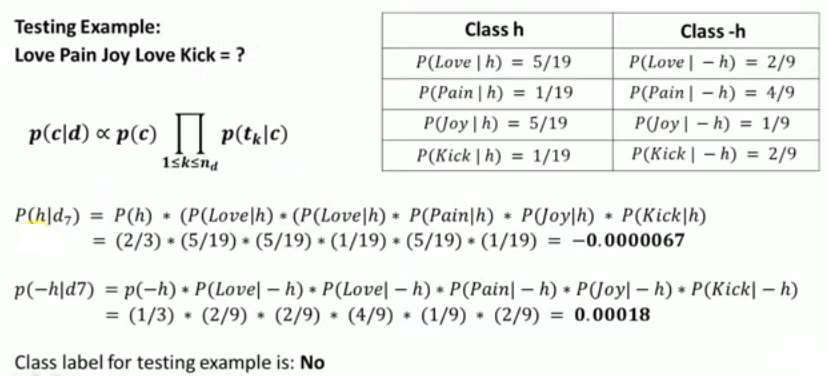 Testing Example:
Love Pain Joy Love Kick = ?
p(c|d) ∝ p(c) ∏ p(tₖ|c)
1≤k≤n_d
Class h Class -h
P(Love | h) = 5/19 P(Love | − h) = 2/9
P(Pain | h) = 1/19 P(Pain | − h) = 4/9
P(Joy | h) = 5/19 P(Joy | − h) = 1/9
P(Kick | h) = 1/19 P(Kick | − h) = 2/9
P(h|d₇) = P(h) * (P(Love|h) * (P(Love|h) * P(Pain|h) * P(Joy|h) * P(Kick|h)
= (2/3) * (5/19) * (5/19) * (1/19) * (5/19) * (1/19) = −0.0000067
p(−h|d7) = p(−h) * P(Love| − h) * P(Love| − h) * P(Pain| − h) * P(Joy| − h) * P(Kick| − h)
= (1/3) * (2/9) * (2/9) * (4/9) * (1/9) * (2/9) = 0.00018
Class label for testing example is: No